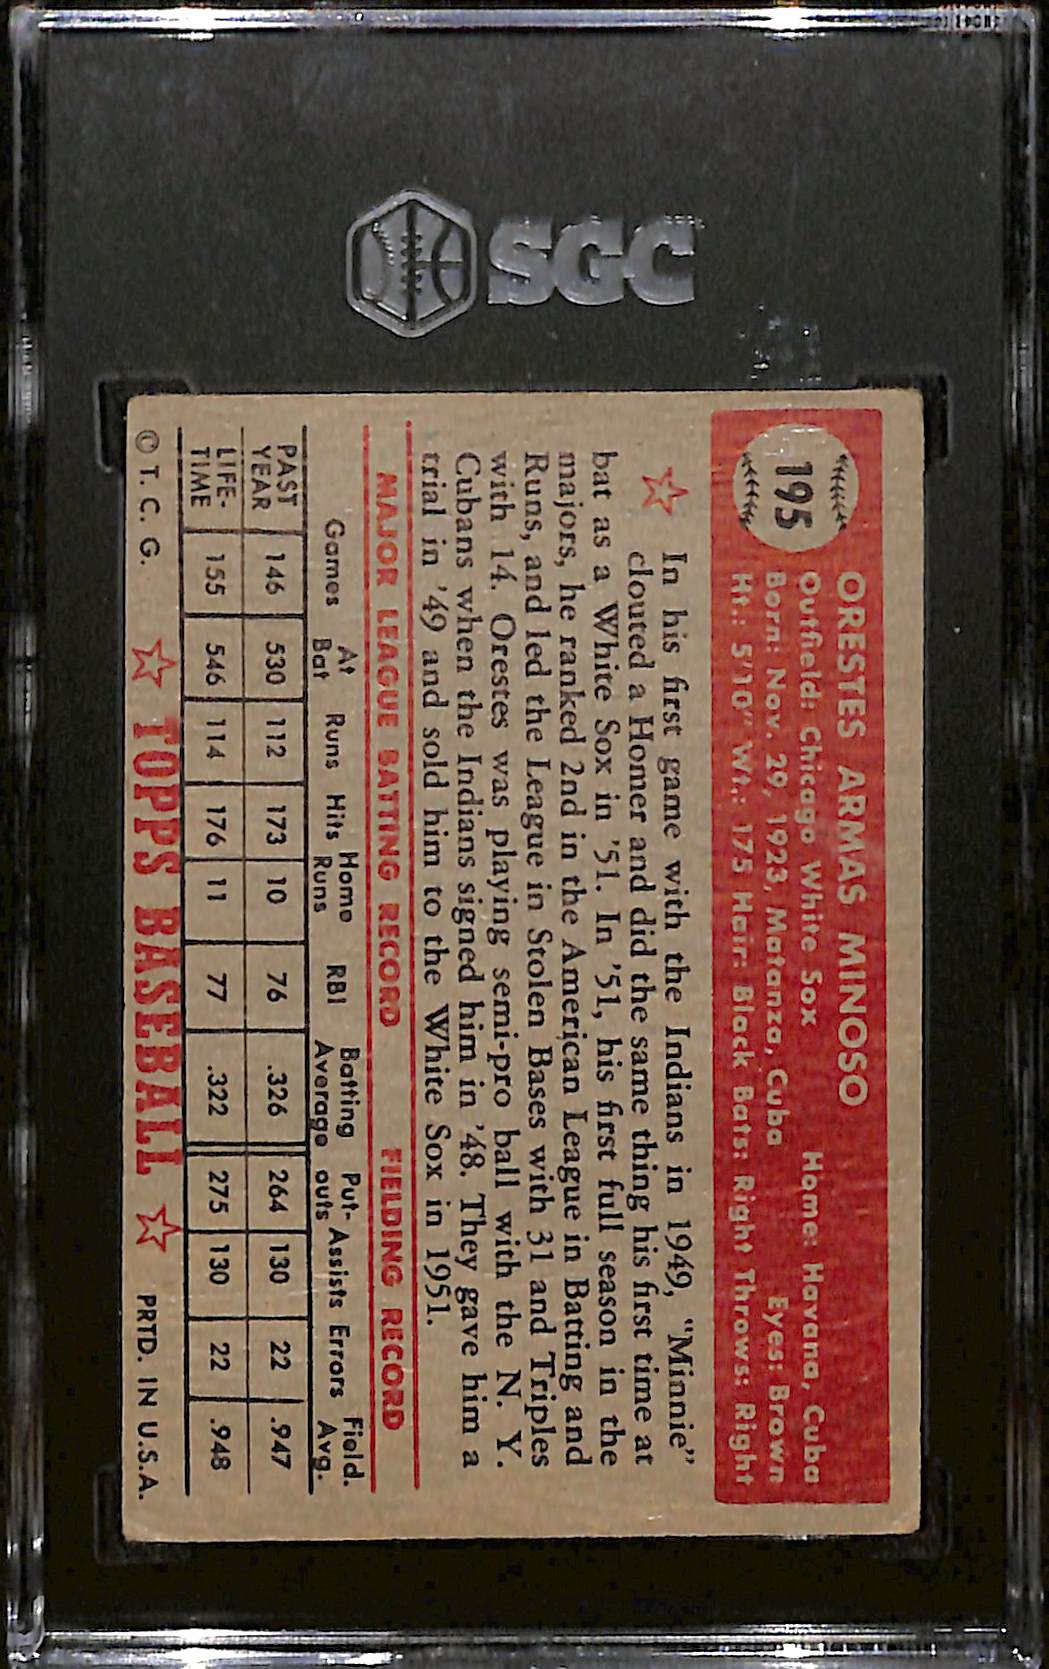 SGC
195
ORESTES ARMAS MINOSO
Outfield: Chicago White Sox Home: Havana, Cuba
Born: Nov. 29, 1923, Matanza, Cuba Eyes: Brown
Ht.: 5'10" Wt.: 175 Hair: Black Bats: Right Throws: Right
In his first game with the Indians in 1949, "Minnie"
clouted a Homer and did the same thing his first time at
bat as a White Sox in '51. In '51, his first full season in the
majors, he ranked 2nd in the American League in Batting and
Runs, and led the League in Stolen Bases with 31 and Triples
with 14. Orestes was playing semi-pro ball with the N. Y.
Cubans when the Indians signed him in '48. They gave him a
trial in '49 and sold him to the White Sox in 1951.
MAJOR LEAGUE BATTING RECORD FIELDING RECORD
Games At Bat Runs Hits Home Runs RBI Batting Average Put-outs Assists Errors Field. Avg.
PAST YEAR 146 530 112 173 10 76 .326 264 130 22 .947
LIFE-TIME 155 546 114 176 11 77 .322 275 130 22 .948
© T. C. G. TOPPS BASEBALL PRTD. IN U.S.A.